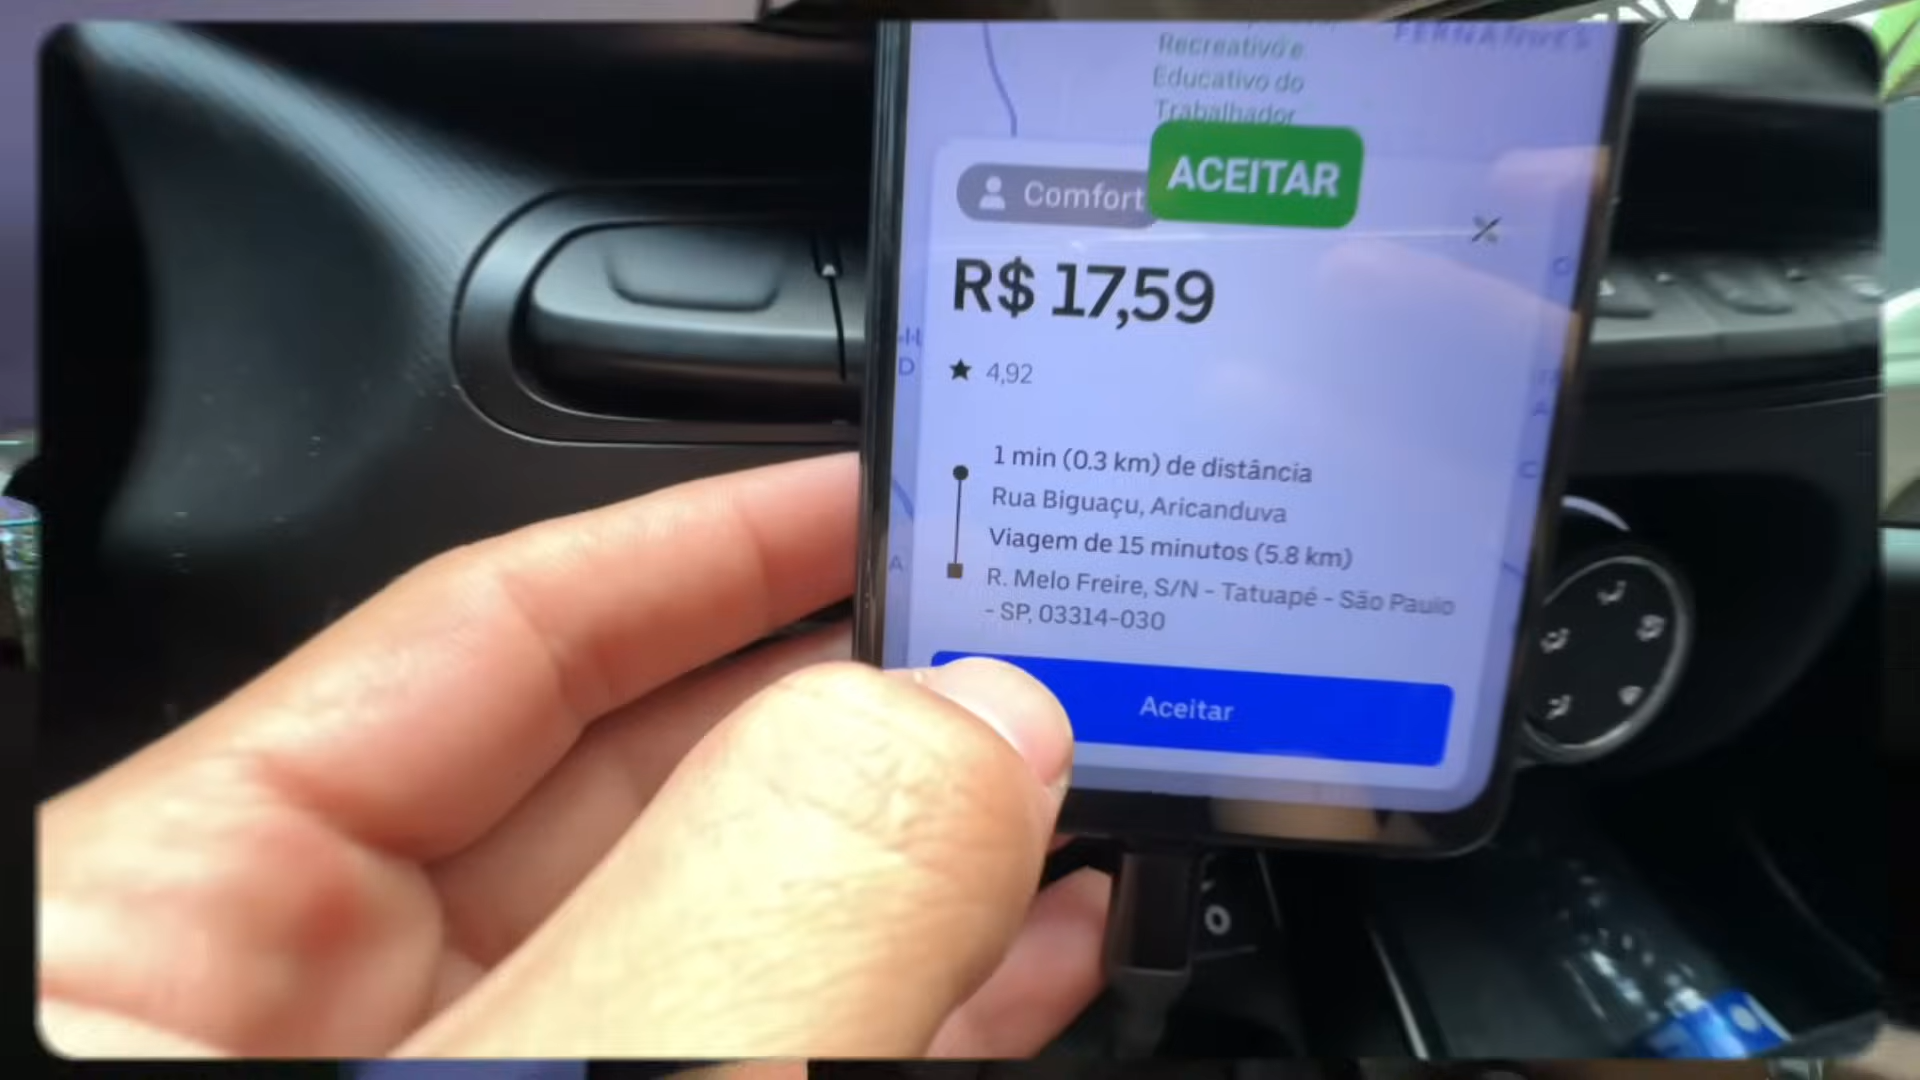 Recreativo e
FERNANDES
Educativo do
Trabalhador
ACEITAR
Comfort
R$ 17,59
4,92
1 min (0.3 km) de distância
Rua Biguaçu, Aricanduva
Viagem de 15 minutos (5.8 km)
R. Melo Freire, S/N - Tatuapé - São Paulo
- SP, 03314-030
Aceitar